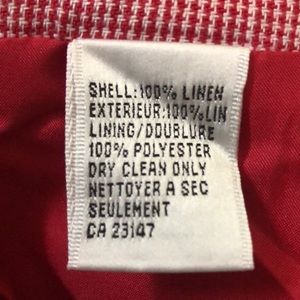 SHELL:100% LINEN
EXTERIEUR:100%LIN
LINING/DOUBLURE
100% POLYESTER
DRY CLEAN ONLY
NETTOYER A SEC
SEULEMENT
CA 23147